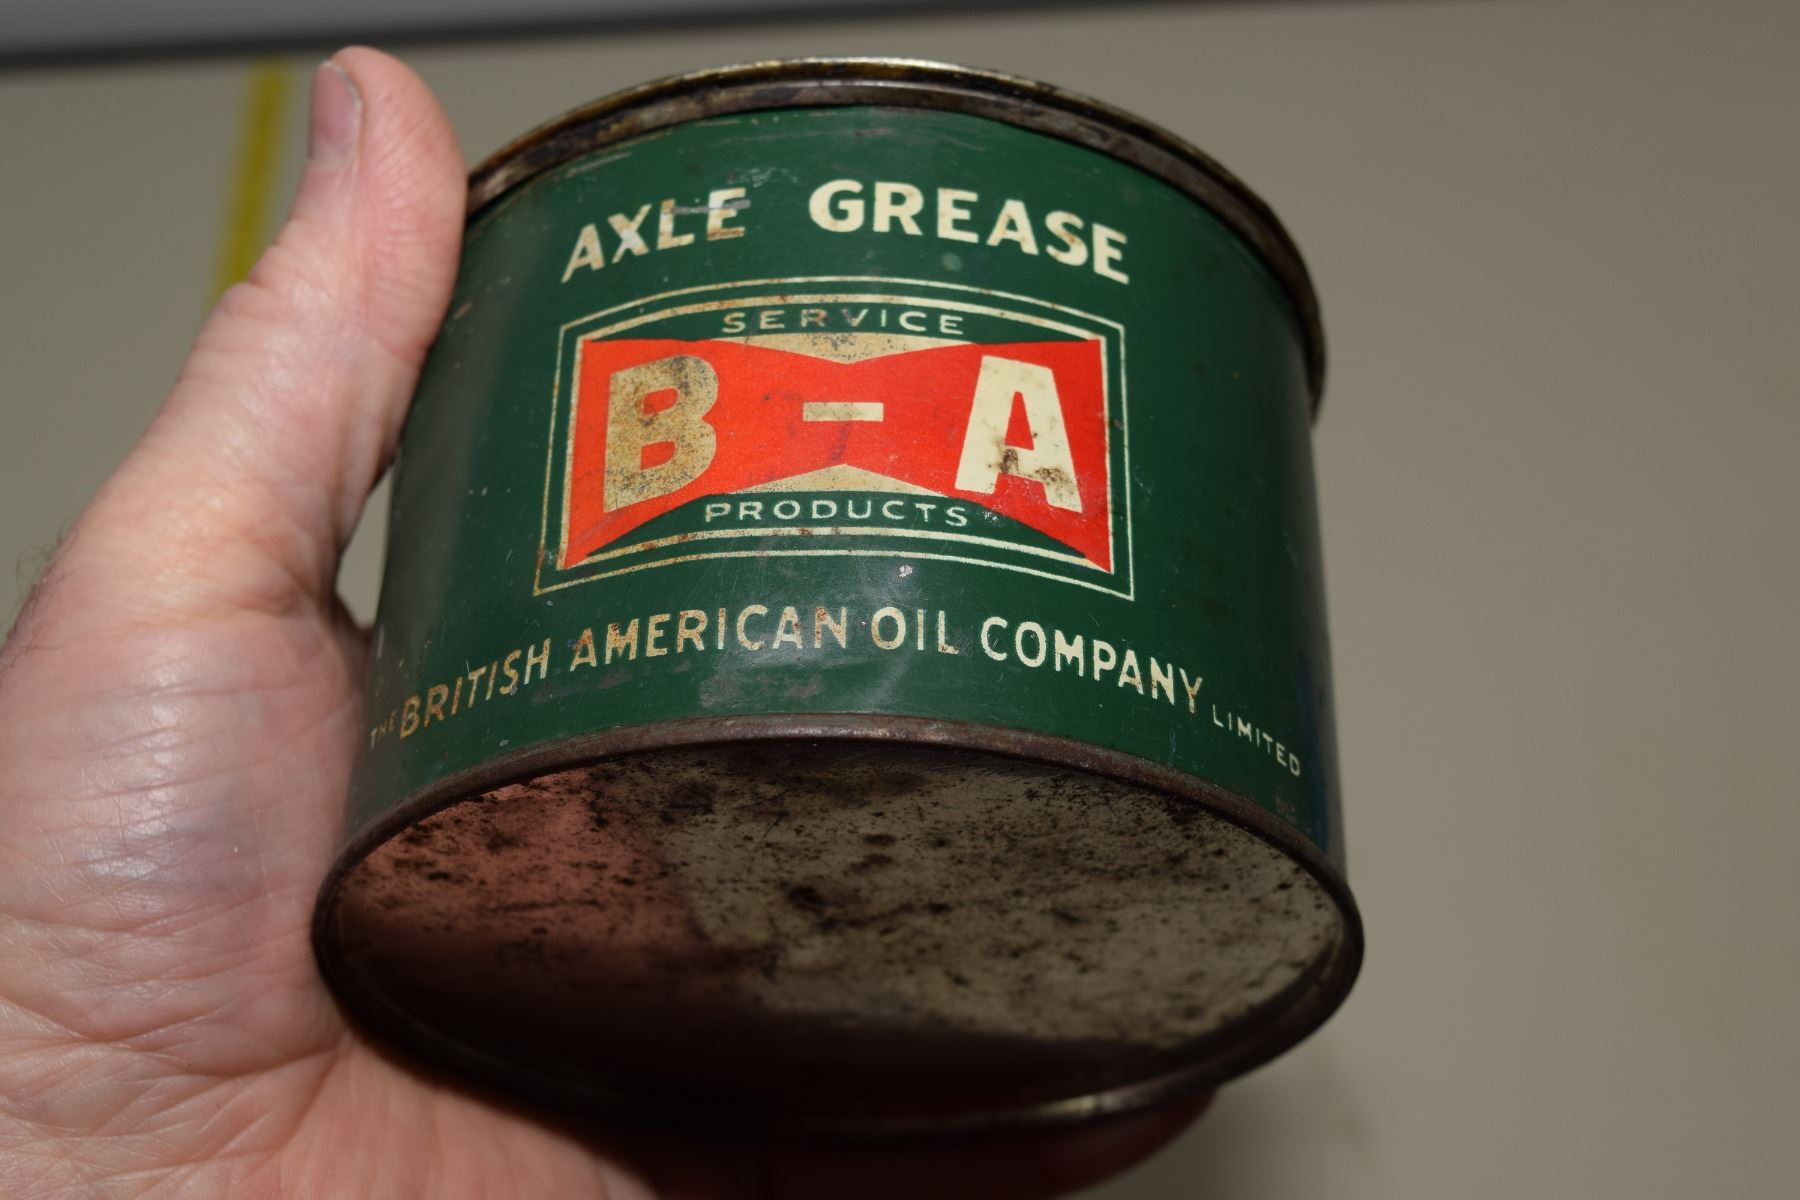 AXLE GREASE
SERVICE
B-A
PRODUCTS
THE BRITISH AMERICAN OIL COMPANY LIMITED